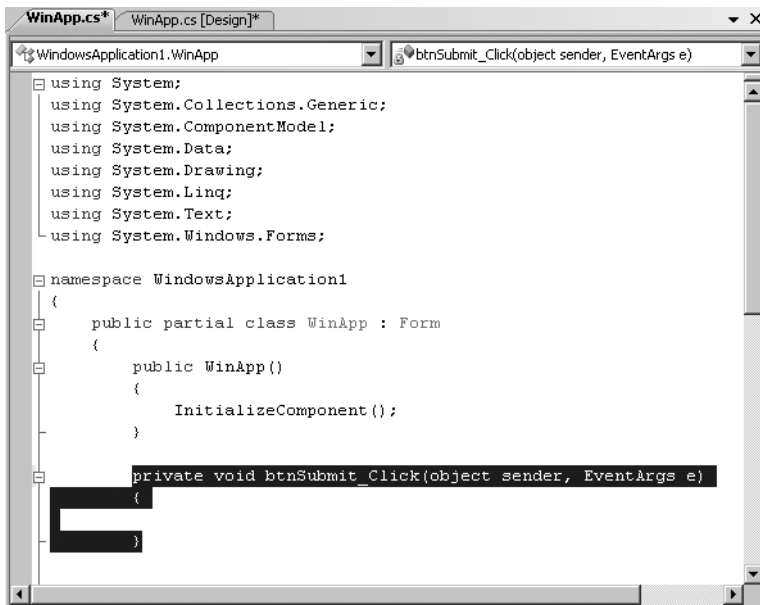 WinApp.cs* WinApp.cs [Design]*
WindowsApplication1.WinApp btnSubmit_Click(object sender, EventArgs e)
using System;
using System.Collections.Generic;
using System.ComponentModel;
using System.Data;
using System.Drawing;
using System.Linq;
using System.Text;
using System.Windows.Forms;
namespace WindowsApplication1
{
public partial class WinApp : Form
{
public WinApp()
{
InitializeComponent();
}
private void btnSubmit_Click(object sender, EventArgs e)
{
}